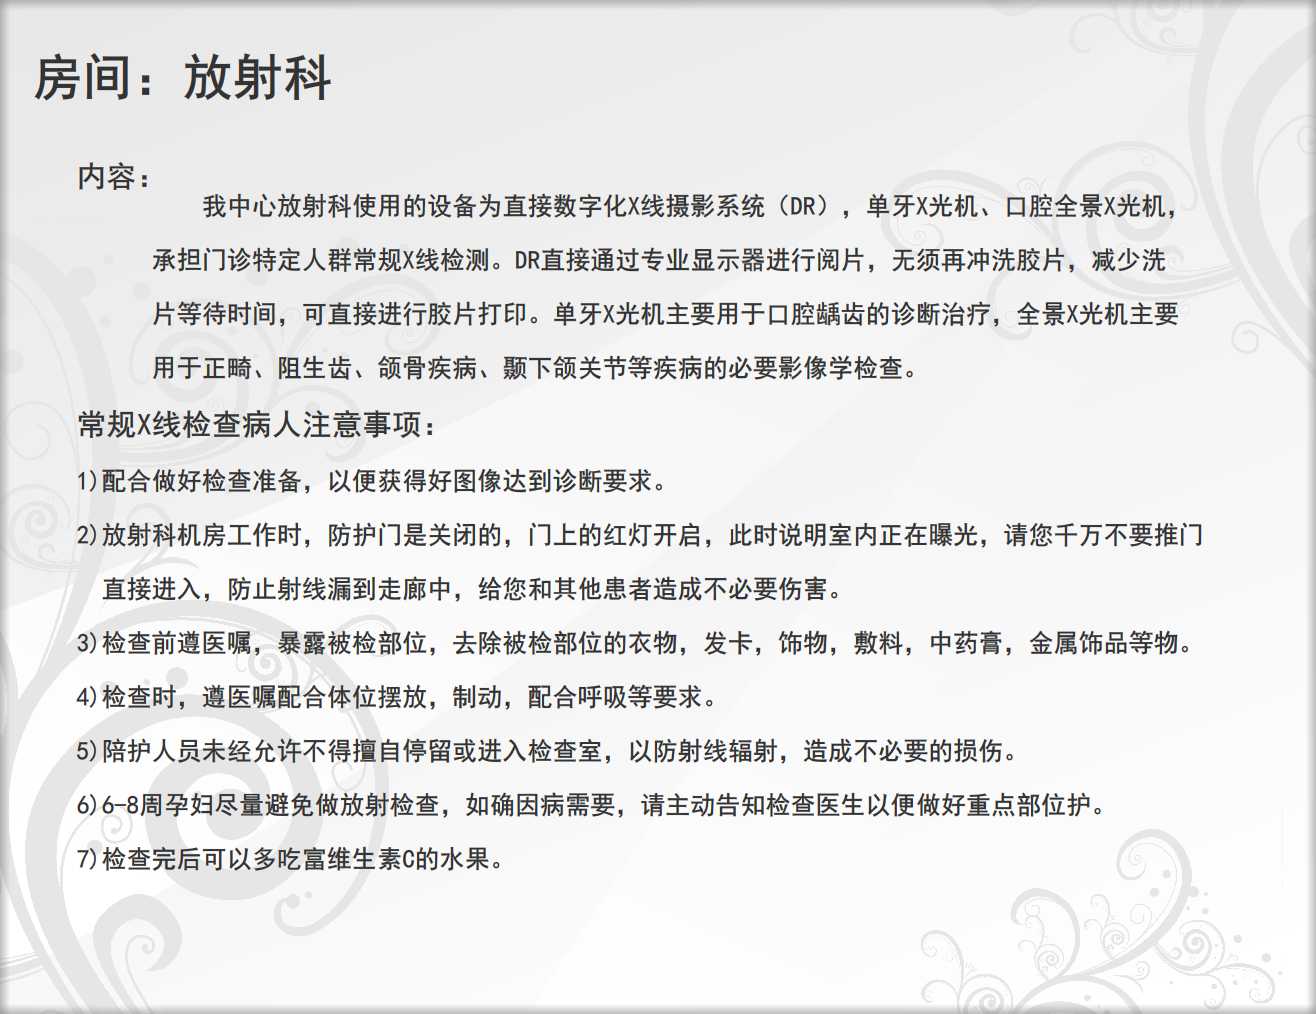 房间：放射科
内容：
我中心放射科使用的设备为直接数字化X线摄影系统（DR），单牙X光机、口腔全景X光机，
承担门诊特定人群常规X线检测。DR直接通过专业显示器进行阅片，无须再冲洗胶片，减少洗
片等待时间，可直接进行胶片打印。单牙X光机主要用于口腔龋齿的诊断治疗，全景X光机主要
用于正畸、阻生齿、颌骨疾病、颞下颌关节等疾病的必要影像学检查。
常规X线检查病人注意事项：
1)配合做好检查准备，以便获得好图像达到诊断要求。
2)放射科机房工作时，防护门是关闭的，门上的红灯开启，此时说明室内正在曝光，请您千万不要推门
直接进入，防止射线漏到走廊中，给您和其他患者造成不必要伤害。
3)检查前遵医嘱，暴露被检部位，去除被检部位的衣物，发卡，饰物，敷料，中药膏，金属饰品等物。
4)检查时，遵医嘱配合体位摆放，制动，配合呼吸等要求。
5)陪护人员未经允许不得擅自停留或进入检查室，以防射线辐射，造成不必要的损伤。
6)6-8周孕妇尽量避免做放射检查，如确因病需要，请主动告知检查医生以便做好重点部位护。
7)检查完后可以多吃富维生素C的水果。